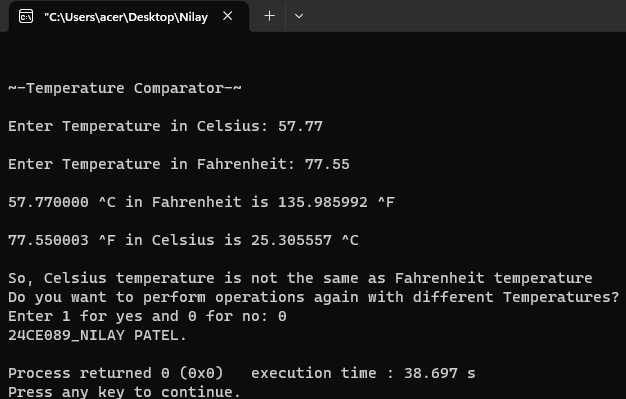 "C:\Users\acer\Desktop\Nilay
~-Temperature Comparator-~
Enter Temperature in Celsius: 57.77
Enter Temperature in Fahrenheit: 77.55
57.770000 ^C in Fahrenheit is 135.985992 ^F
77.550003 ^F in Celsius is 25.305557 ^C
So, Celsius temperature is not the same as Fahrenheit temperature
Do you want to perform operations again with different Temperatures?
Enter 1 for yes and 0 for no: 0
24CE089_NILAY PATEL.
Process returned 0 (0x0)   execution time : 38.697 s
Press any key to continue.